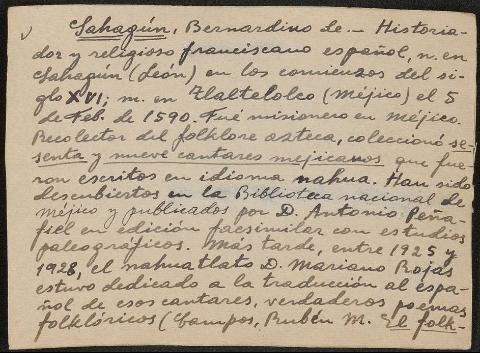 Sahagún, Bernardino de.- Historia-
dor y religioso franciscano español, n. en
Sahagun (León) en los comienzos del si-
glo XVI; m. en Tlaltelolco (Méjico) el 5
de Feb. de 1590. Fué misionero en Méjico.
Recolector del folklore azteca, coleccionó se-
senta y nueve cantares mejicanos que fue-
ron escritos en idioma nahua. Han sido
descubiertos en la Biblioteca nacional de
Méjico y publicados por D. Antonio Peña-
fiel en edición facsimilar con estudios
paleográficos. Más tarde, entre 1925 y
1928, el nahuatlato D. Mariano Rojas
estuvo dedicado a la traducción al espa-
ñol de esos cantares, verdaderos poemas
folklóricos (Campos, Rubén M. El folk-